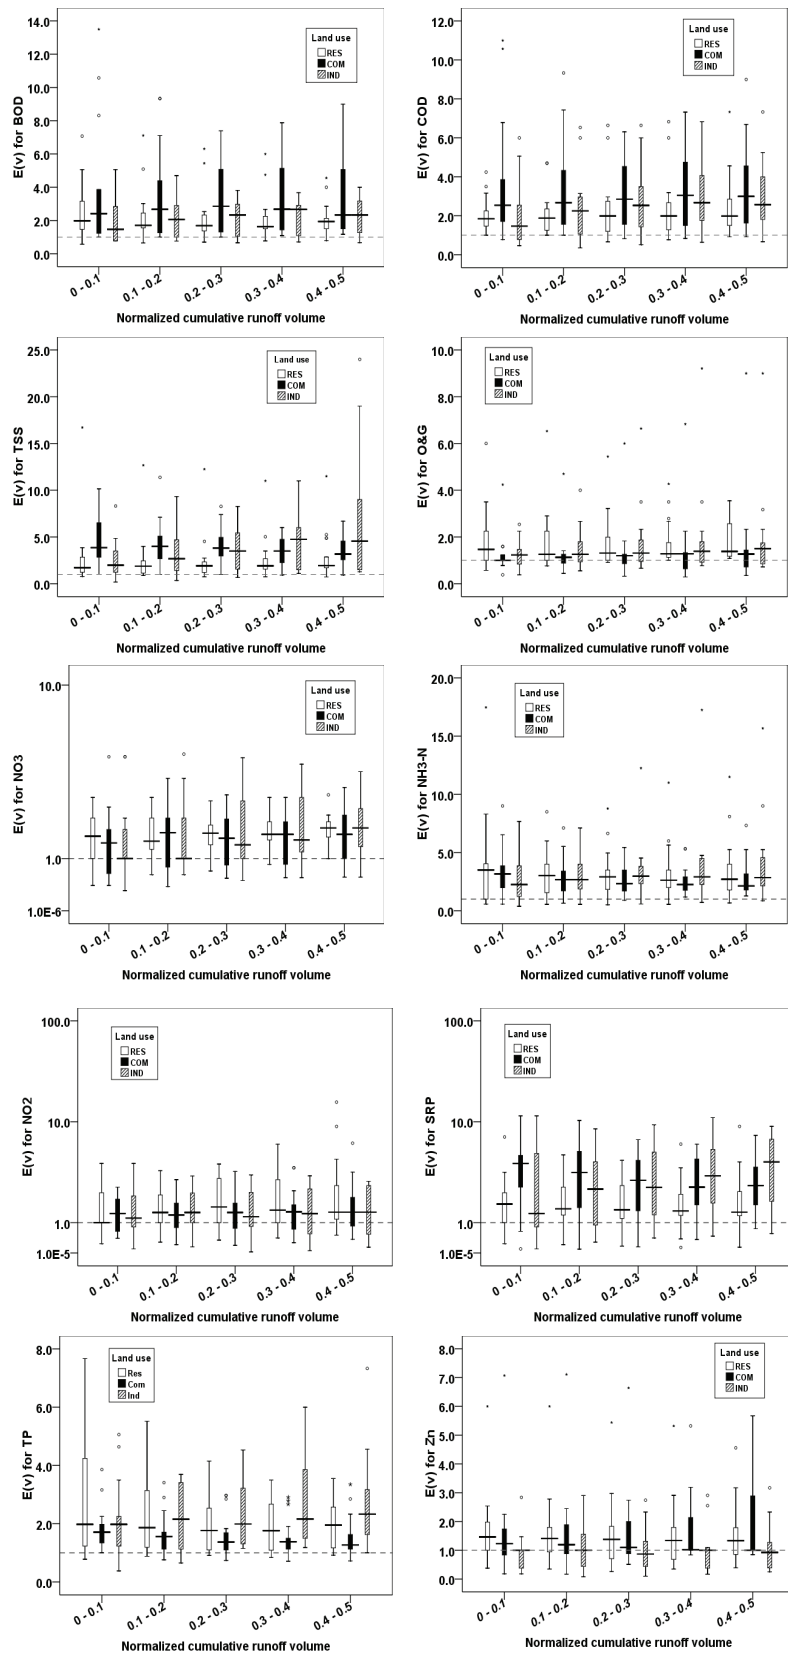 14.0
12.0
10.0
8.0
6.0
4.0
2.0
0.0
E(v) for BOD
Land use
RES
COM
IND
0 - 0.1
0.1 - 0.2
0.2 - 0.3
0.3 - 0.4
0.4 - 0.5
Normalized cumulative runoff volume
12.0
10.0
8.0
6.0
4.0
2.0
0.0
E(v) for COD
Land use
RES
COM
IND
0 - 0.1
0.1 - 0.2
0.2 - 0.3
0.3 - 0.4
0.4 - 0.5
Normalized cumulative runoff volume
25.0
20.0
15.0
10.0
5.0
0.0
E(v) for TSS
Land use
RES
COM
IND
0 - 0.1
0.1 - 0.2
0.2 - 0.3
0.3 - 0.4
0.4 - 0.5
Normalized cumulative runoff volume
10.0
8.0
6.0
4.0
2.0
0.0
E(v) for O&G
Land use
RES
COM
IND
0 - 0.1
0.1 - 0.2
0.2 - 0.3
0.3 - 0.4
0.4 - 0.5
Normalized cumulative runoff volume
10.0
1.0
1.0E-6
E(v) for NO3
Land use
RES
COM
IND
0 - 0.1
0.1 - 0.2
0.2 - 0.3
0.3 - 0.4
0.4 - 0.5
Normalized cumulative runoff volume
20.0
15.0
10.0
5.0
0.0
E(v) for NH3-N
Land use
RES
COM
IND
0 - 0.1
0.1 - 0.2
0.2 - 0.3
0.3 - 0.4
0.4 - 0.5
Normalized cumulative runoff volume
100.0
10.0
1.0
1.0E-5
E(v) for NO2
Land use
RES
COM
IND
0 - 0.1
0.1 - 0.2
0.2 - 0.3
0.3 - 0.4
0.4 - 0.5
Normalized cumulative runoff volume
100.0
10.0
1.0
1.0E-5
E(v) for SRP
Land use
RES
COM
IND
0 - 0.1
0.1 - 0.2
0.2 - 0.3
0.3 - 0.4
0.4 - 0.5
Normalized cumulative runoff volume
8.0
6.0
4.0
2.0
0.0
E(v) for TP
Land use
Res
Com
Ind
0 - 0.1
0.1 - 0.2
0.2 - 0.3
0.3 - 0.4
0.4 - 0.5
Normalized cumulative runoff volume
8.0
7.0
6.0
5.0
4.0
3.0
2.0
1.0
0.0
E(v) for Zn
Land use
RES
COM
IND
0 - 0.1
0.1 - 0.2
0.2 - 0.3
0.3 - 0.4
0.4 - 0.5
Normalized cumulative runoff volume